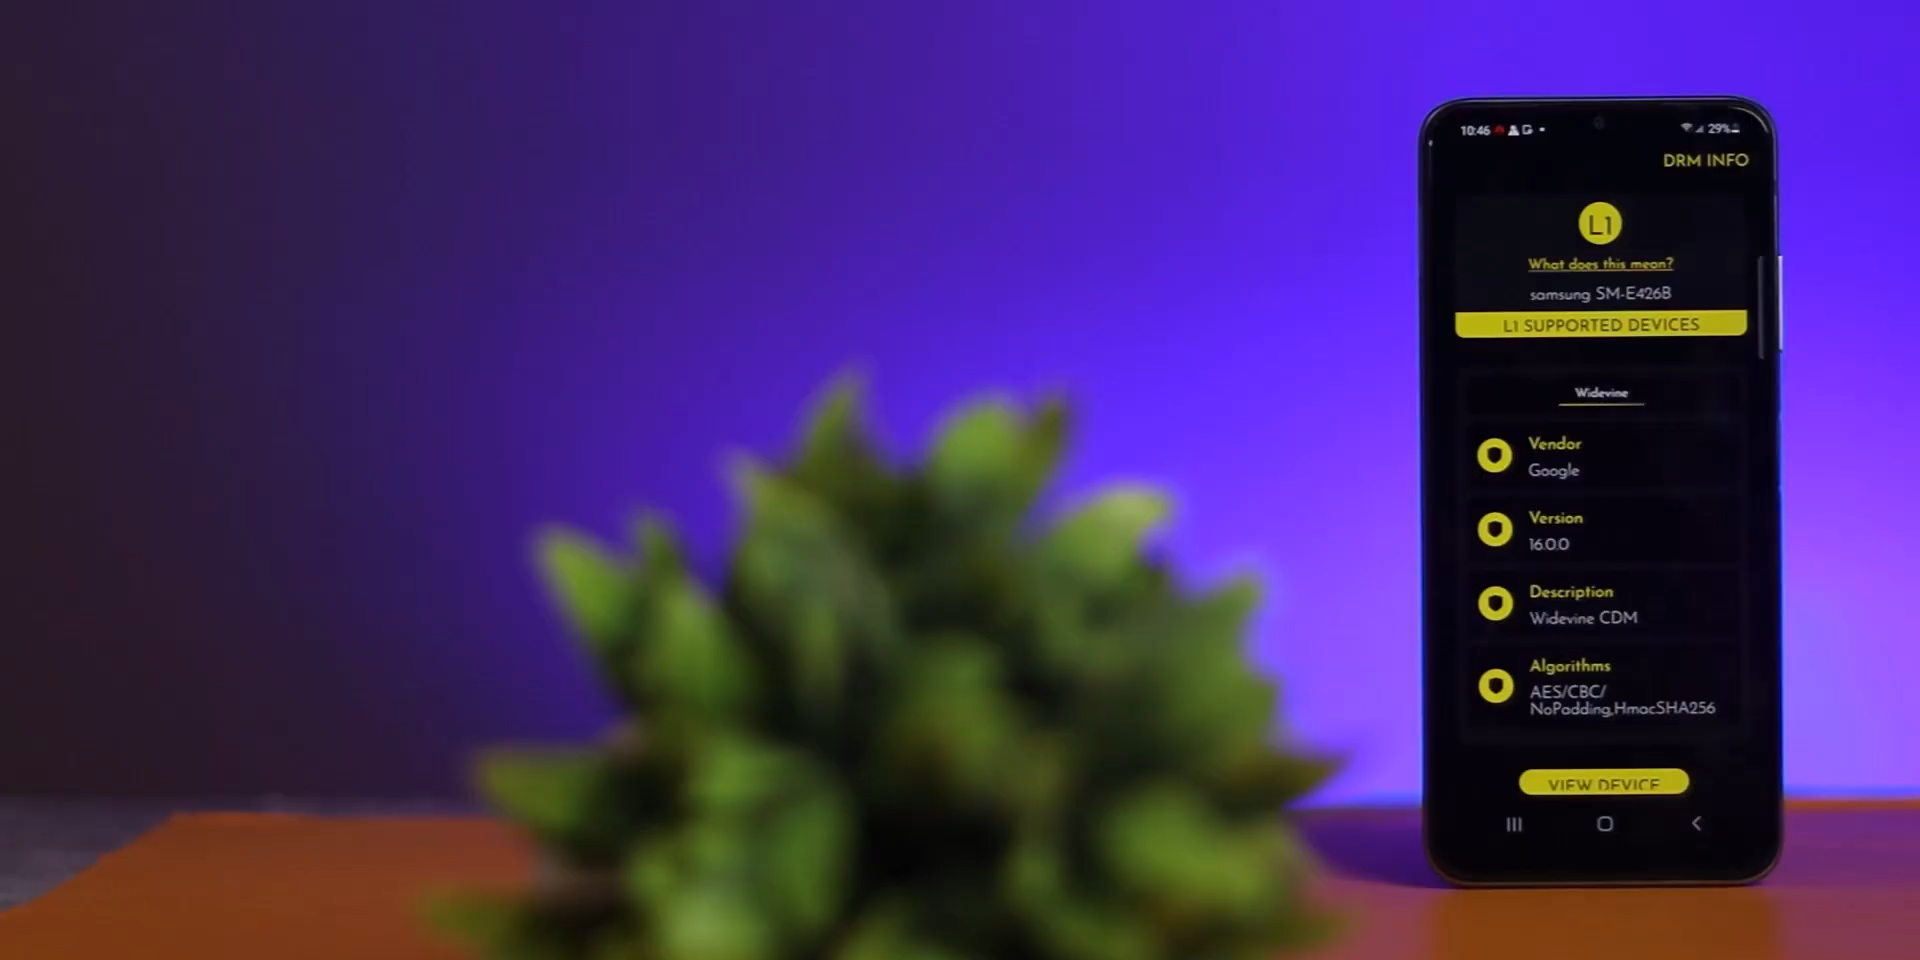 10:46
29%
DRM INFO
L1
What does this mean?
samsung SM-E426B
L1 SUPPORTED DEVICES
Widevine
Vendor
Google
Version
16.0.0
Description
Widevine CDM
Algorithms
AES/CBC/
NoPadding,HmacSHA256
VIEW DEVICE